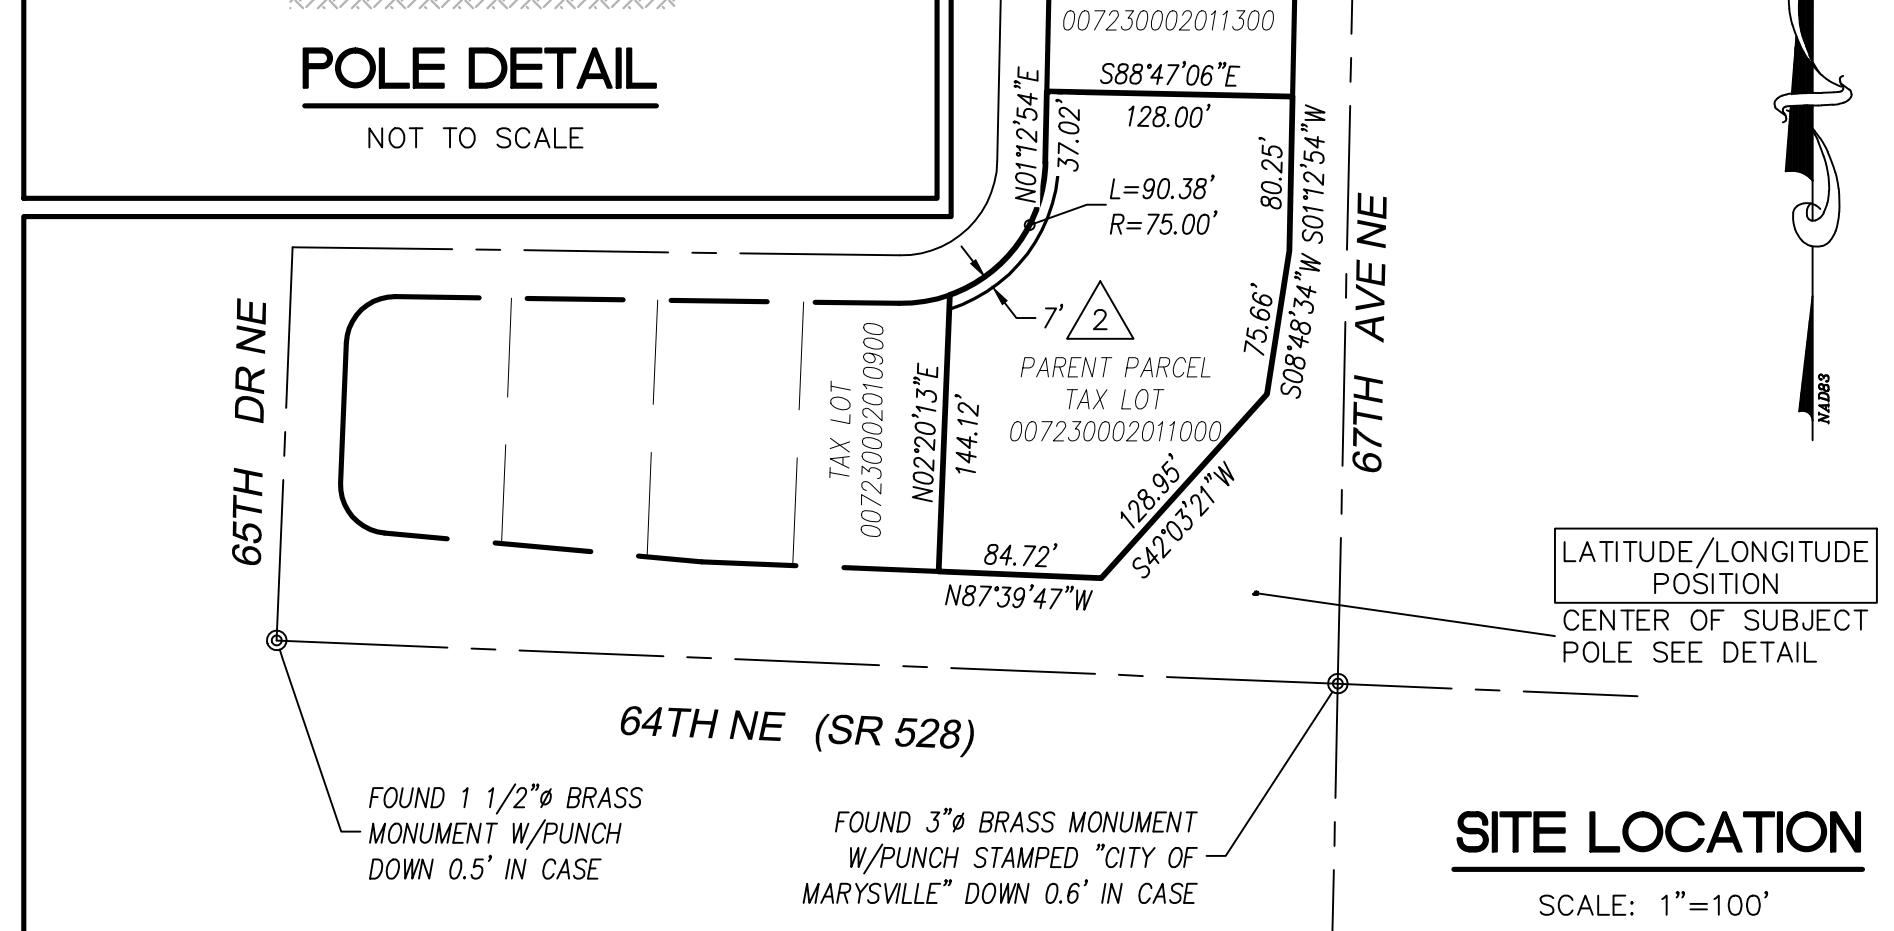 POLE DETAIL
NOT TO SCALE
007230002011300
S88°47'06"E
128.00'
N01°12'54"E
37.02'
L=90.38'
R=75.00'
80.25'
S01°12'54"W
75.66'
S08°48'34"W
7'
2
PARENT PARCEL
TAX LOT
007230002011000
TAX LOT
007230002010900
N02°20'13"E
144.12'
128.95'
S42°03'21"W
84.72'
N87°39'47"W
65TH DR NE
67TH AVE NE
64TH NE (SR 528)
NAD83
LATITUDE/LONGITUDE
POSITION
CENTER OF SUBJECT
POLE SEE DETAIL
FOUND 1 1/2"ø BRASS
MONUMENT W/PUNCH
DOWN 0.5' IN CASE
FOUND 3"ø BRASS MONUMENT
W/PUNCH STAMPED "CITY OF
MARYSVILLE" DOWN 0.6' IN CASE
SITE LOCATION
SCALE: 1"=100'